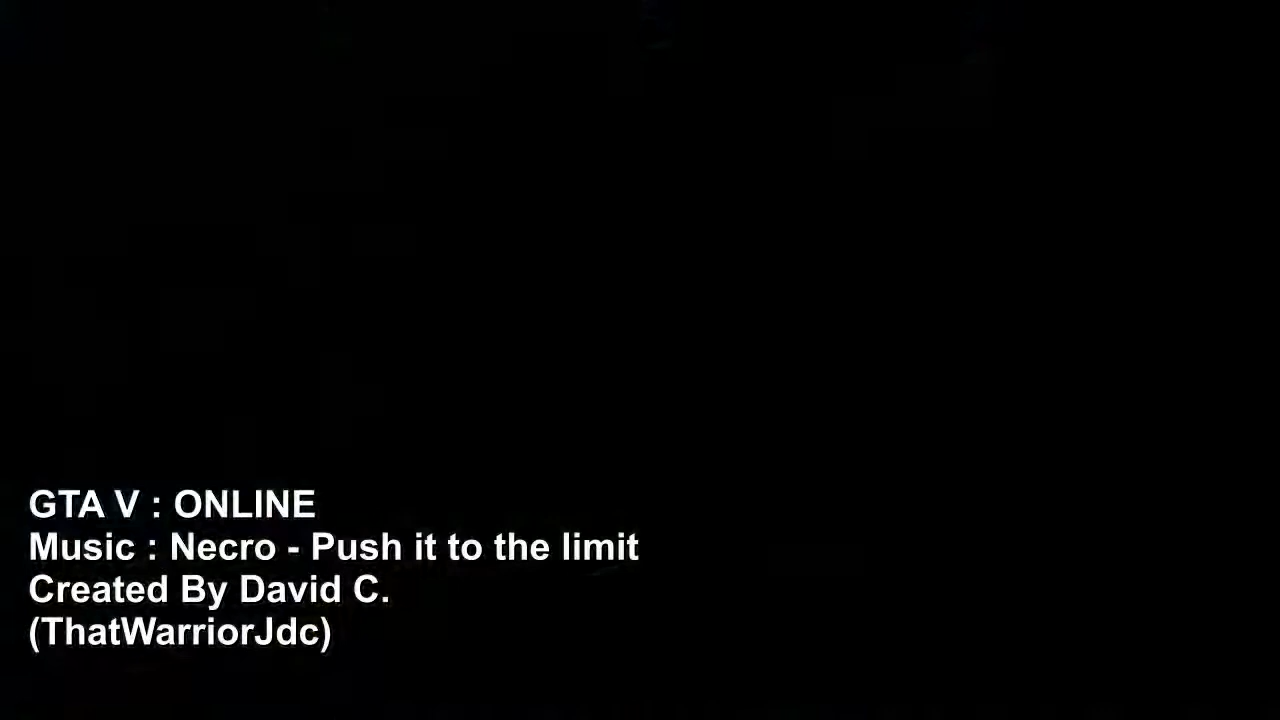 GTA V : ONLINE
Music : Necro - Push it to the limit
Created By David C.
(ThatWarriorJdc)